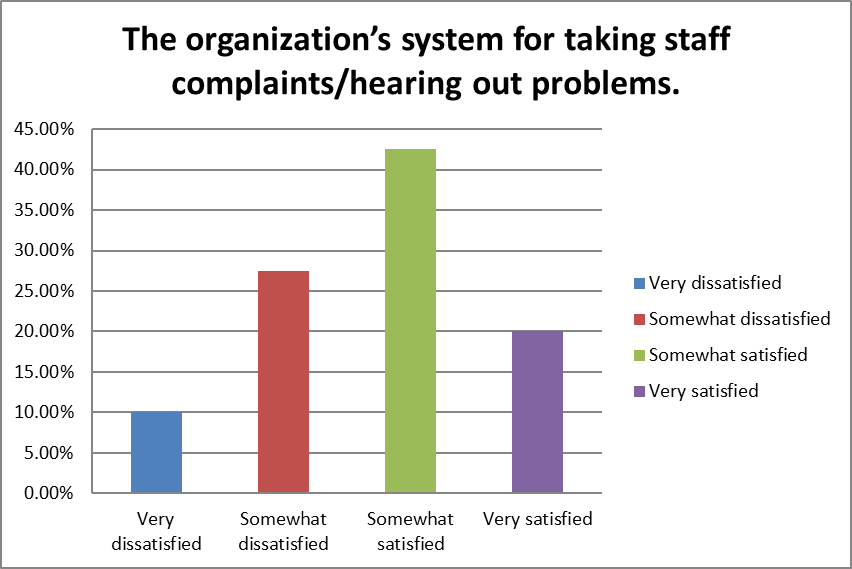 The organization’s system for taking staff
complaints/hearing out problems.
45.00%
40.00%
35.00%
30.00%
25.00%
20.00%
15.00%
10.00%
5.00%
0.00%
Very
dissatisfied
Somewhat
dissatisfied
Somewhat
satisfied
Very satisfied
Very dissatisfied
Somewhat dissatisfied
Somewhat satisfied
Very satisfied